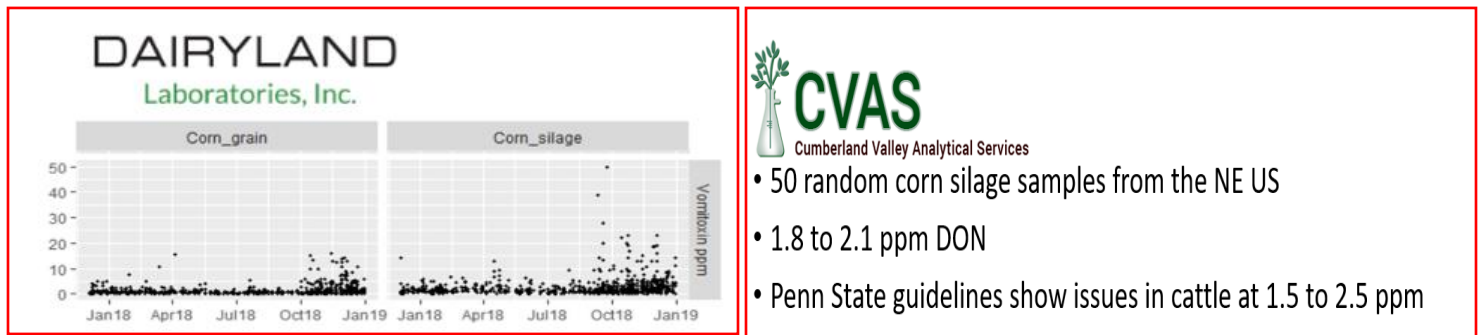 DAIRYLAND
Laboratories, Inc.
Corn_grain
Corn_silage
50
40
30
20
10
0
Vomitoxin ppm
Jan18 Apr18 Jul18 Oct18 Jan19
Jan18 Apr18 Jul18 Oct18 Jan19
CVAS
Cumberland Valley Analytical Services
• 50 random corn silage samples from the NE US
• 1.8 to 2.1 ppm DON
• Penn State guidelines show issues in cattle at 1.5 to 2.5 ppm